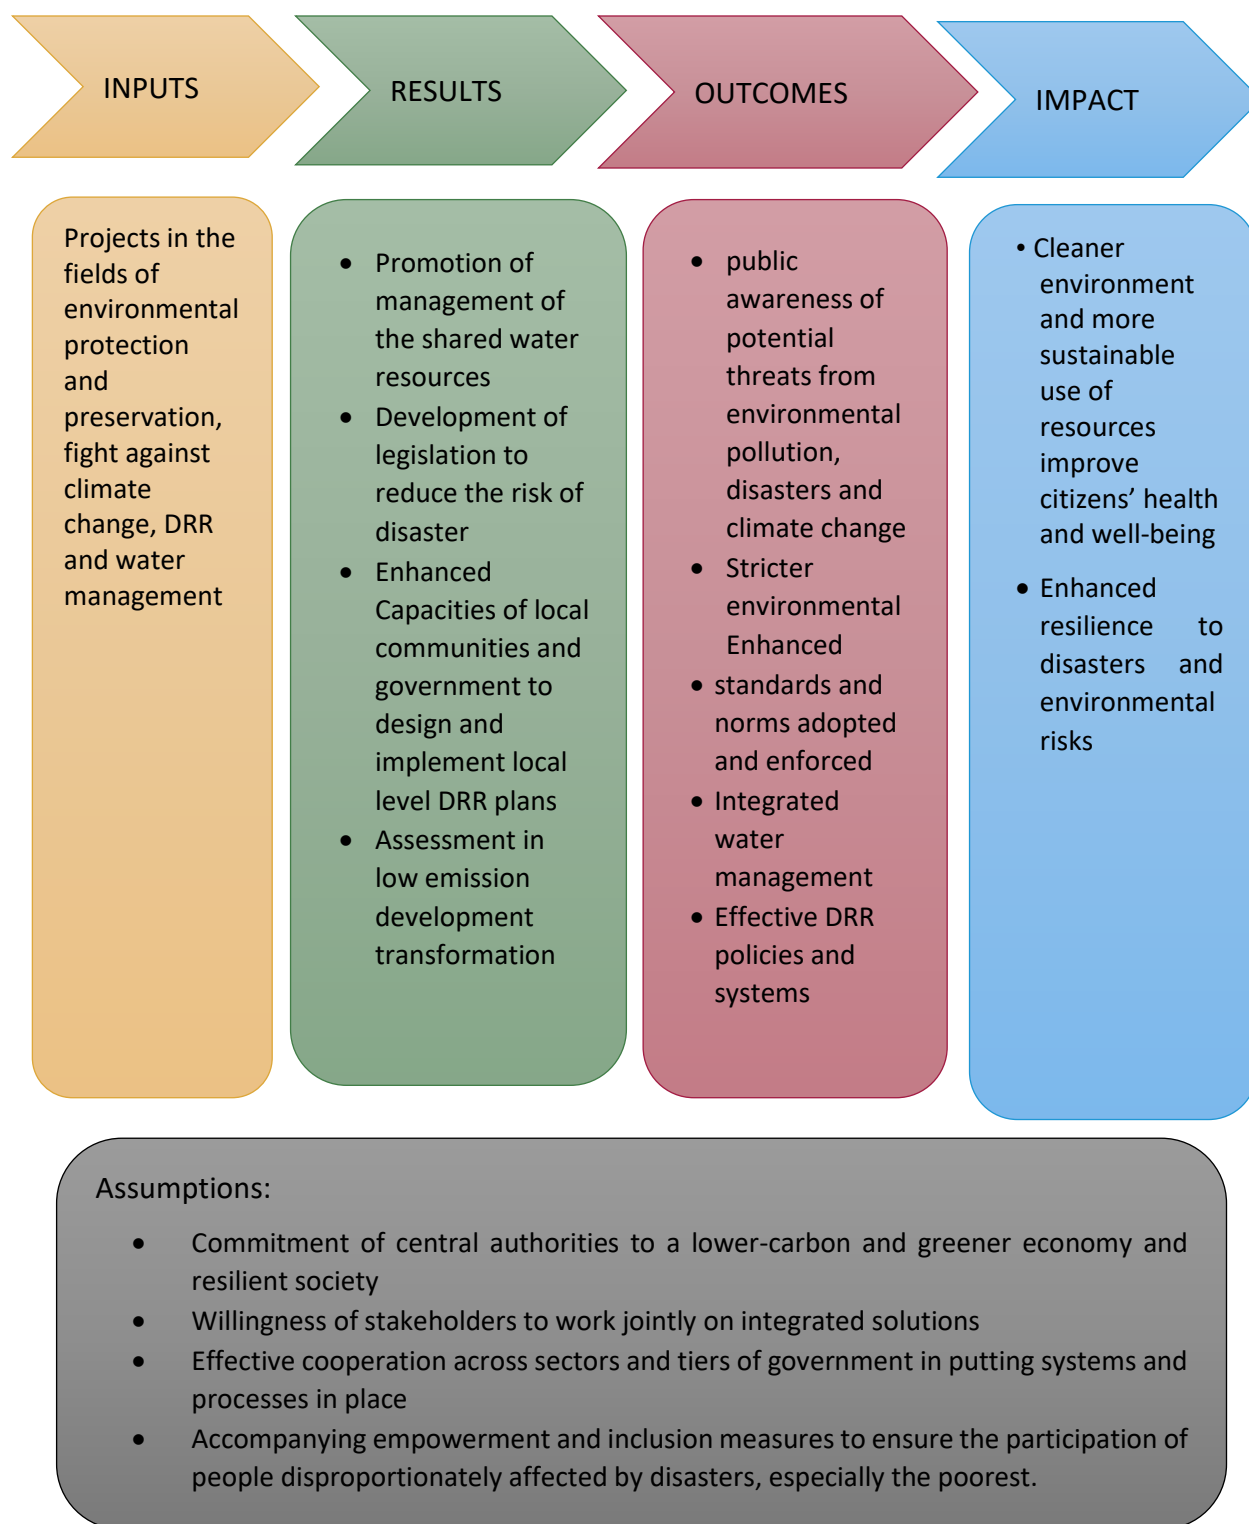 INPUTS
RESULTS
OUTCOMES
IMPACT
Projects in the
fields of
environmental
protection
and
preservation,
fight against
climate
change, DRR
and water
management
• Promotion of
management of
the shared water
resources
• Development of
legislation to
reduce the risk of
disaster
• Enhanced
Capacities of local
communities and
government to
design and
implement local
level DRR plans
• Assessment in
low emission
development
transformation
• public
awareness of
potential
threats from
environmental
pollution,
disasters and
climate change
• Stricter
environmental
Enhanced
• standards and
norms adopted
and enforced
• Integrated
water
management
• Effective DRR
policies and
systems
• Cleaner
environment
and more
sustainable
use of
resources
improve
citizens’ health
and well-being
• Enhanced
resilience to
disasters and
environmental
risks
Assumptions:
• Commitment of central authorities to a lower-carbon and greener economy and
resilient society
• Willingness of stakeholders to work jointly on integrated solutions
• Effective cooperation across sectors and tiers of government in putting systems and
processes in place
• Accompanying empowerment and inclusion measures to ensure the participation of
people disproportionately affected by disasters, especially the poorest.